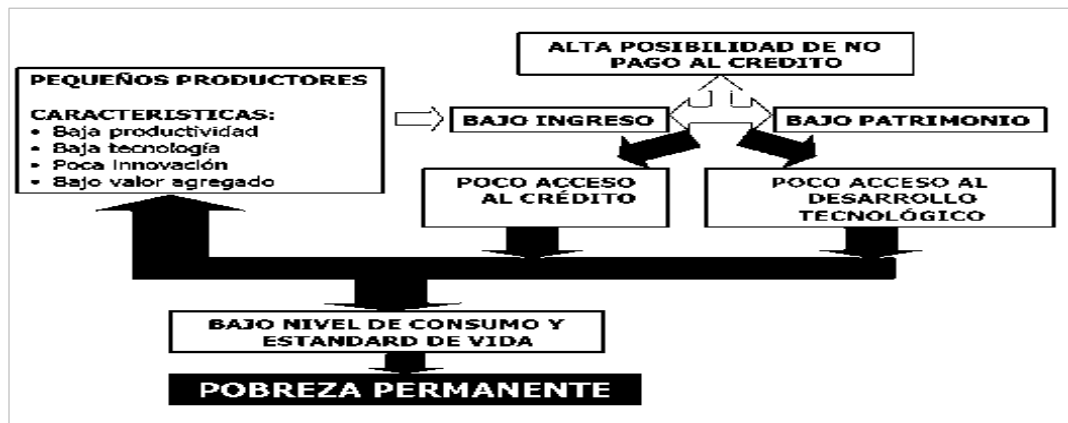 ALTA POSIBILIDAD DE NO
PAGO AL CREDITO
PEQUEÑOS PRODUCTORES
CARACTERISTICAS:
• Baja productividad
• Baja tecnología
• Poca innovación
• Bajo valor agregado
BAJO INGRESO
BAJO PATRIMONIO
POCO ACCESO
AL CRÉDITO
POCO ACCESO AL
DESARROLLO
TECNOLÓGICO
BAJO NIVEL DE CONSUMO Y
ESTANDARD DE VIDA
POBREZA PERMANENTE